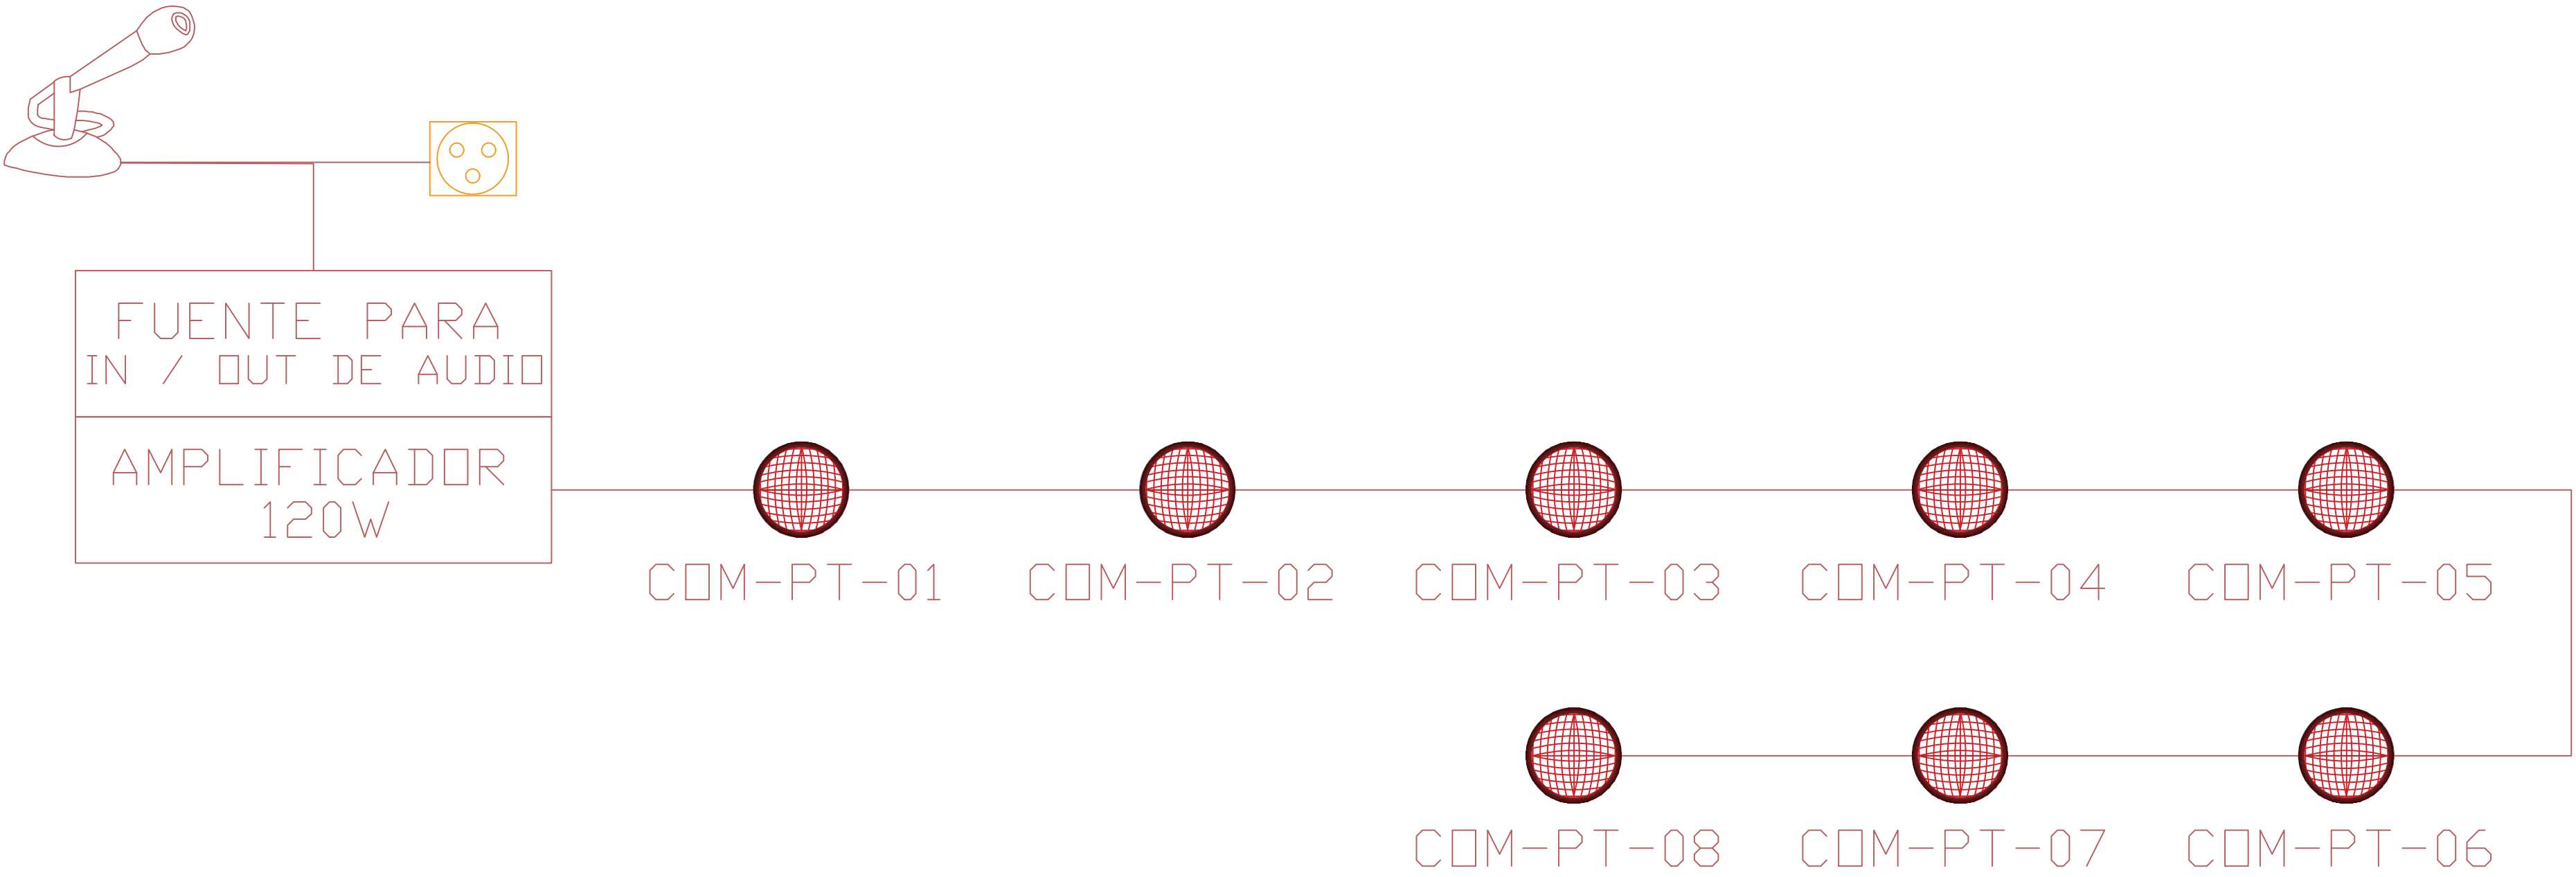 FUENTE PARA
IN / OUT DE AUDIO
AMPLIFICADOR
120W
COM-PT-01
COM-PT-02
COM-PT-03
COM-PT-04
COM-PT-05
COM-PT-08
COM-PT-07
COM-PT-06